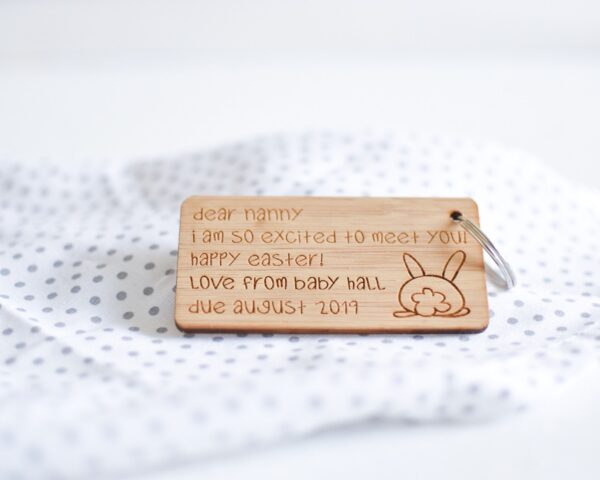 dear nanny
i am so excited to meet you!
happy easter!
Love from baby hall
due august 2019